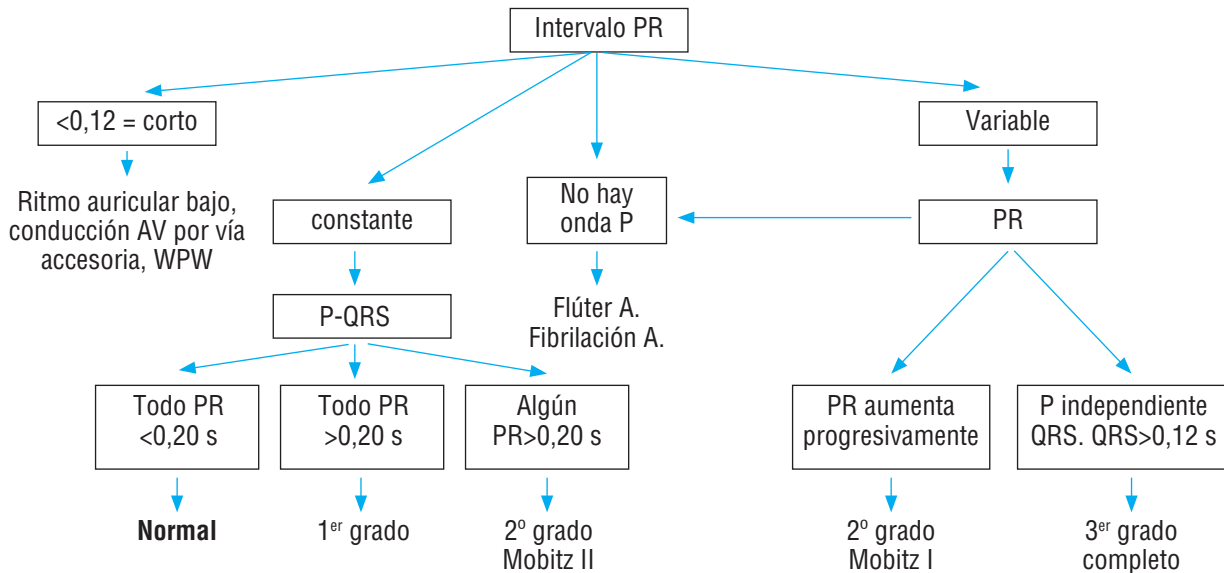 Intervalo PR
<0,12 = corto
Variable
Ritmo auricular bajo,
conducción AV por vía
accesoria, WPW
constante
No hay
onda P
PR
P-QRS
Flúter A.
Fibrilación A.
Todo PR
<0,20 s
Todo PR
>0,20 s
Algún
PR>0,20 s
PR aumenta
progresivamente
P independiente
QRS. QRS>0,12 s
Normal
1er grado
2º grado
Mobitz II
2º grado
Mobitz I
3er grado
completo